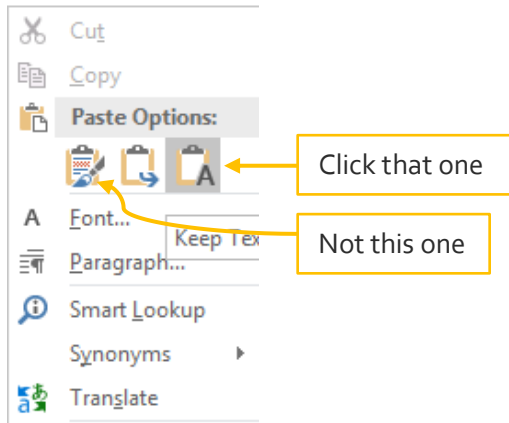 Cut
Copy
Paste Options:
Click that one
Font...
Keep Tex
Not this one
Paragraph...
Smart Lookup
Synonyms
Translate